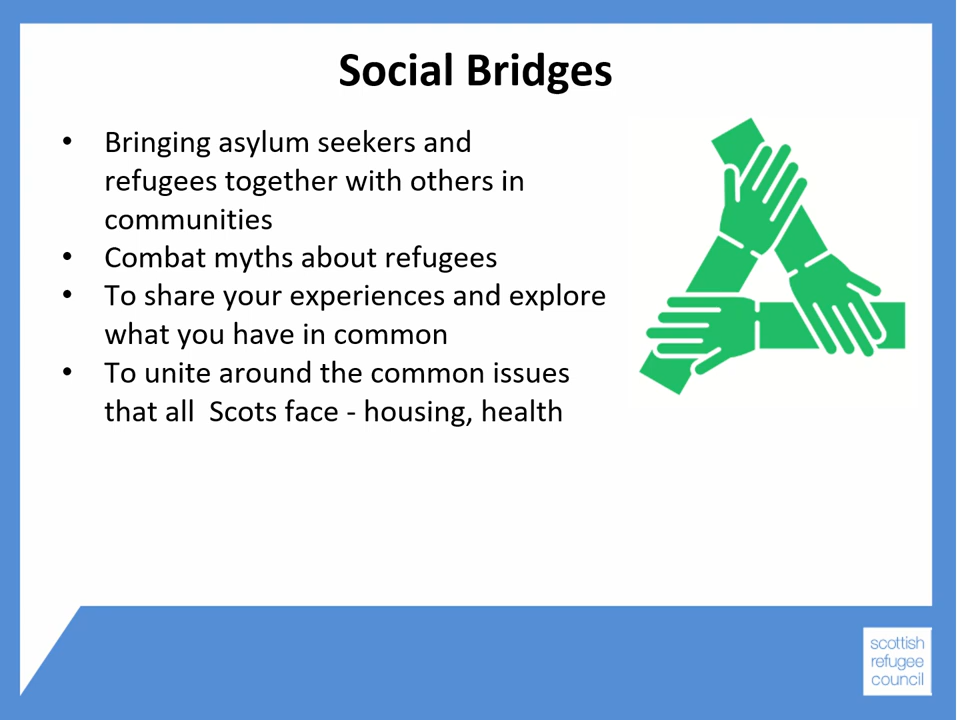 Social Bridges
• Bringing asylum seekers and
refugees together with others in
communities
• Combat myths about refugees
• To share your experiences and explore
what you have in common
• To unite around the common issues
that all  Scots face - housing, health
scottish
refugee
council